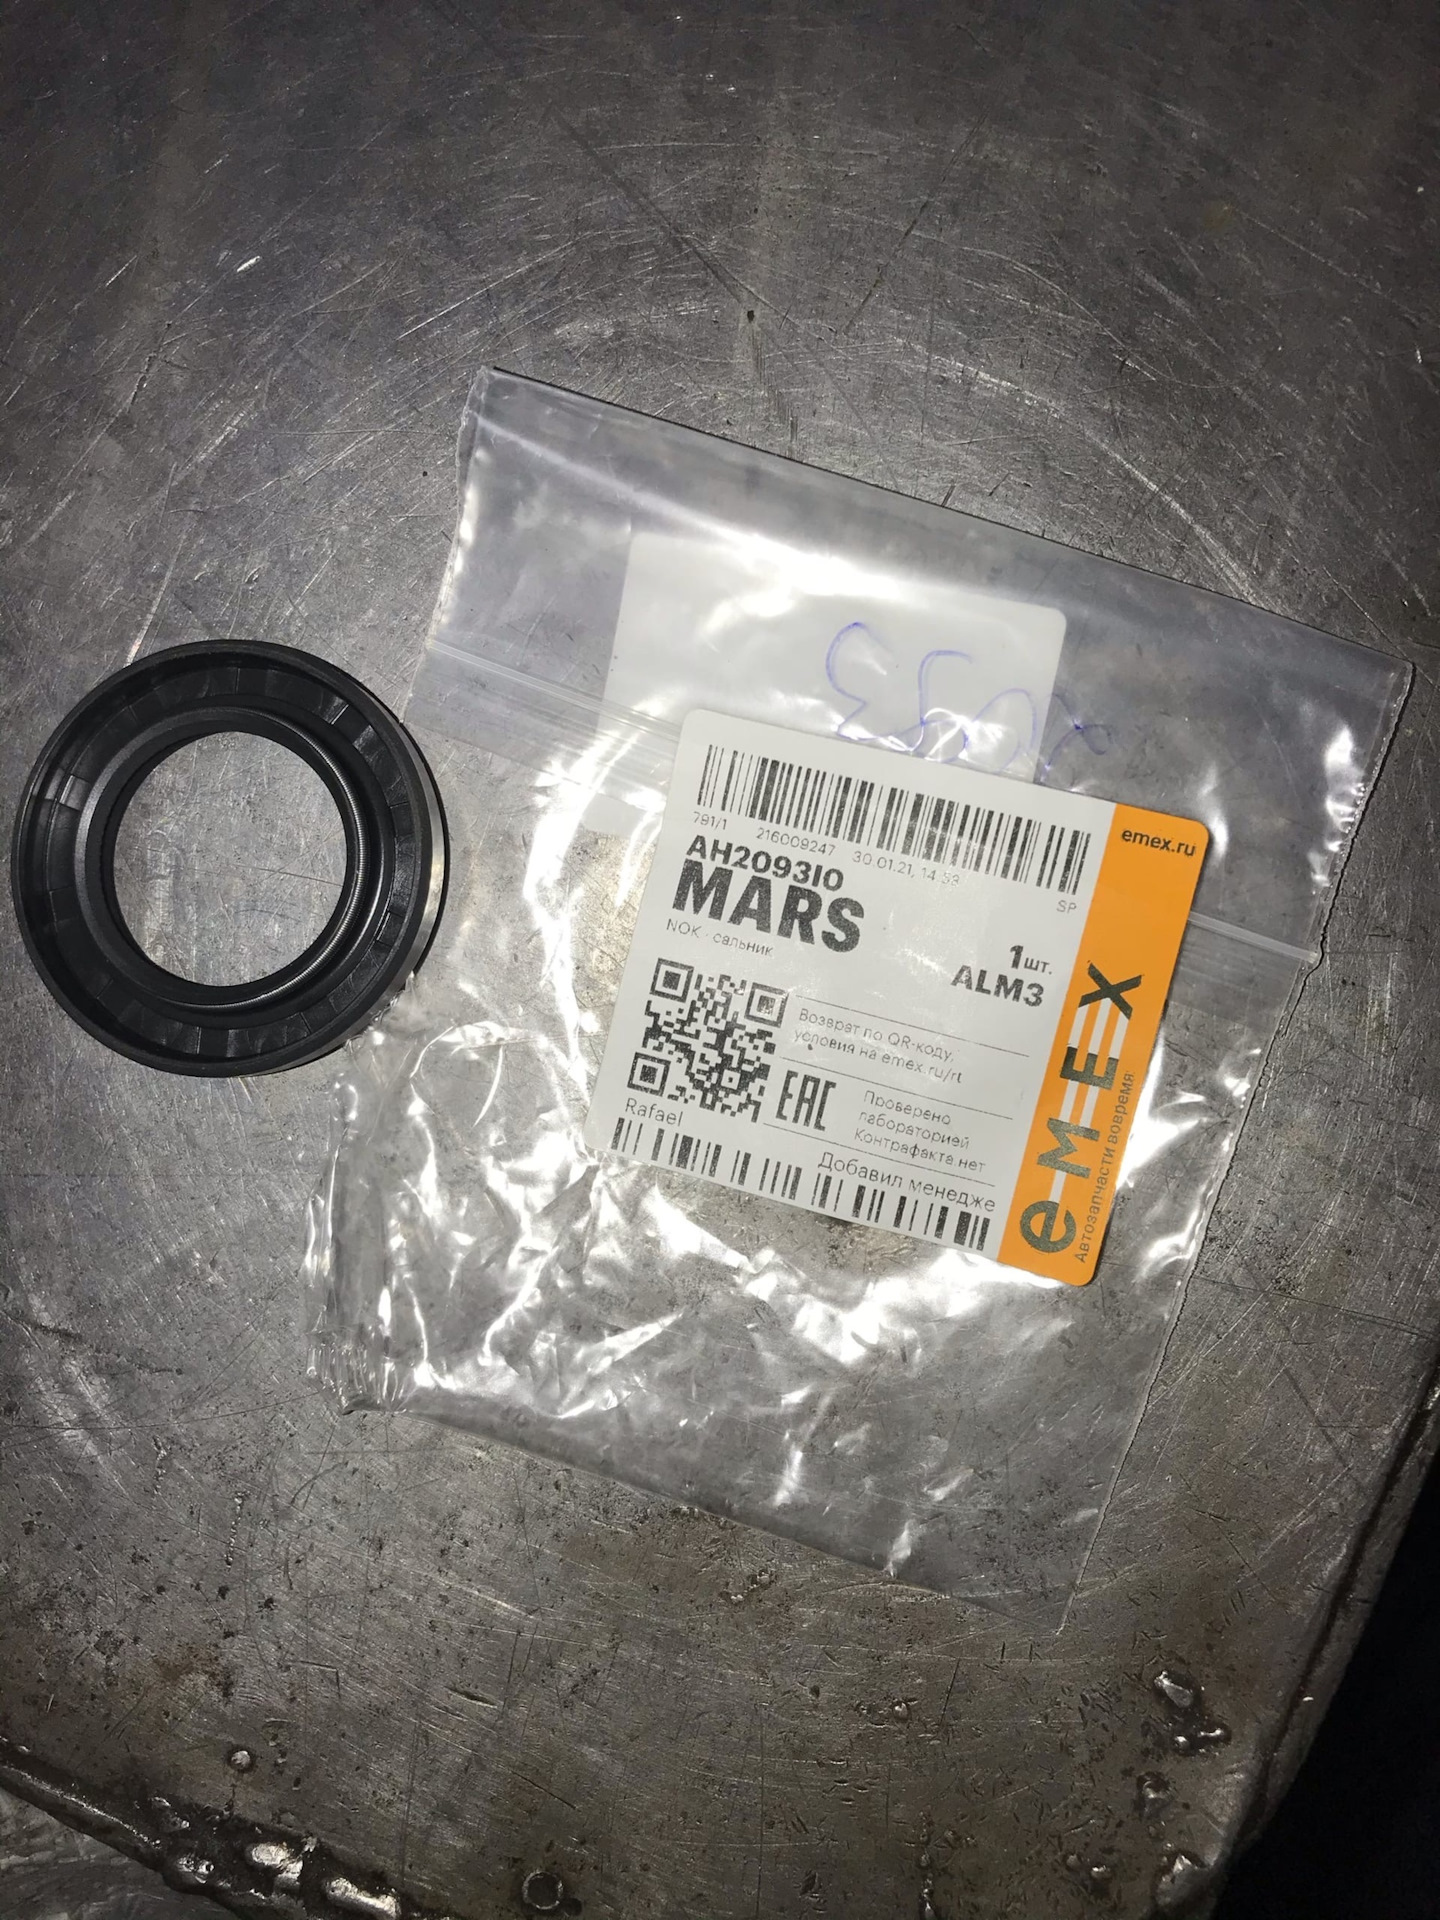 791/1 216009247 30.01.21, 14:58
SP
AH2093I0
MARS
NOK - сальник
1шт.
ALM3
Возврат по QR-коду,
условия на emex.ru/rt
EAC
Проверено
лабораторией
Контрафакта нет
Rafael
Добавил менедже
emex.ru
eMEX
Автозапчасти вовремя